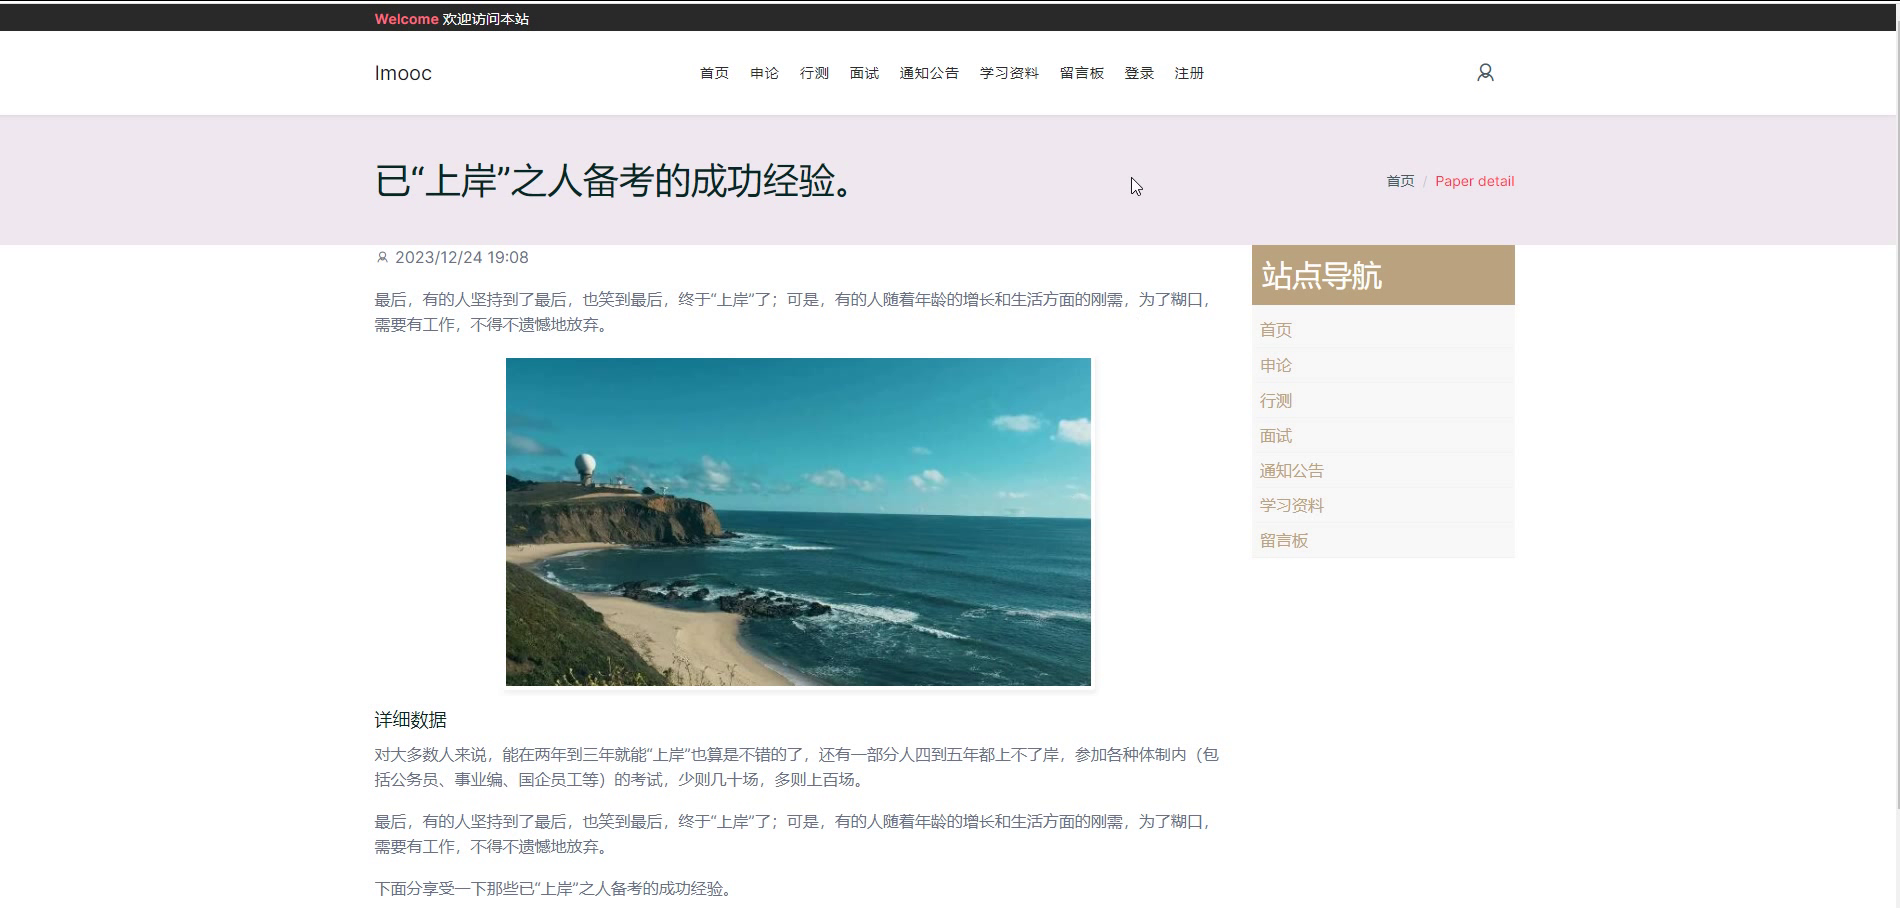 Welcome 欢迎访问本站
Imooc
首页 申论 行测 面试 通知公告 学习资料 留言板 登录 注册
已“上岸”之人备考的成功经验。
首页 / Paper detail
2023/12/24 19:08
最后，有的人坚持到了最后，也笑到最后，终于“上岸”了；可是，有的人随着年龄的增长和生活方面的刚需，为了糊口，
需要有工作，不得不遗憾地放弃。
详细数据
对大多数人来说，能在两年到三年就能“上岸”也算是不错的了，还有一部分人四到五年都上不了岸，参加各种体制内（包
括公务员、事业编、国企员工等）的考试，少则几十场，多则上百场。
最后，有的人坚持到了最后，也笑到最后，终于“上岸”了；可是，有的人随着年龄的增长和生活方面的刚需，为了糊口，
需要有工作，不得不遗憾地放弃。
下面分享受一下那些已“上岸”之人备考的成功经验。
站点导航
首页
申论
行测
面试
通知公告
学习资料
留言板